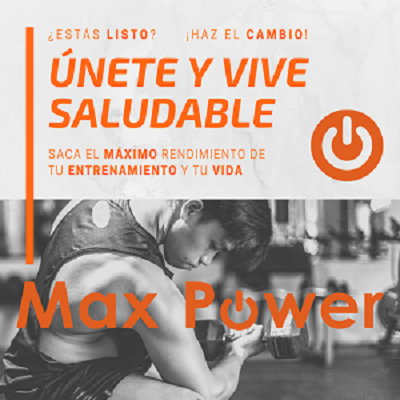 ¿ESTÁS LISTO? ¡HAZ EL CAMBIO!
ÚNETE Y VIVE
SALUDABLE
SACA EL MÁXIMO RENDIMIENTO DE
TU ENTRENAMIENTO Y TU VIDA
Max Power